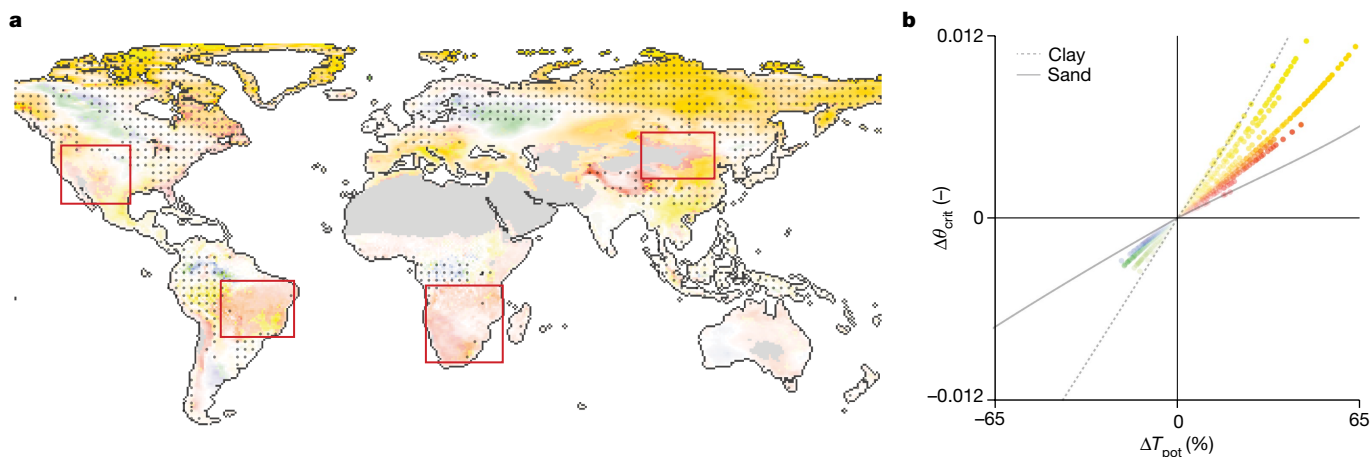 a
b
0.012
Clay
Sand
Δθcrit (–)
0
–0.012
–65
0
65
ΔTpot (%)